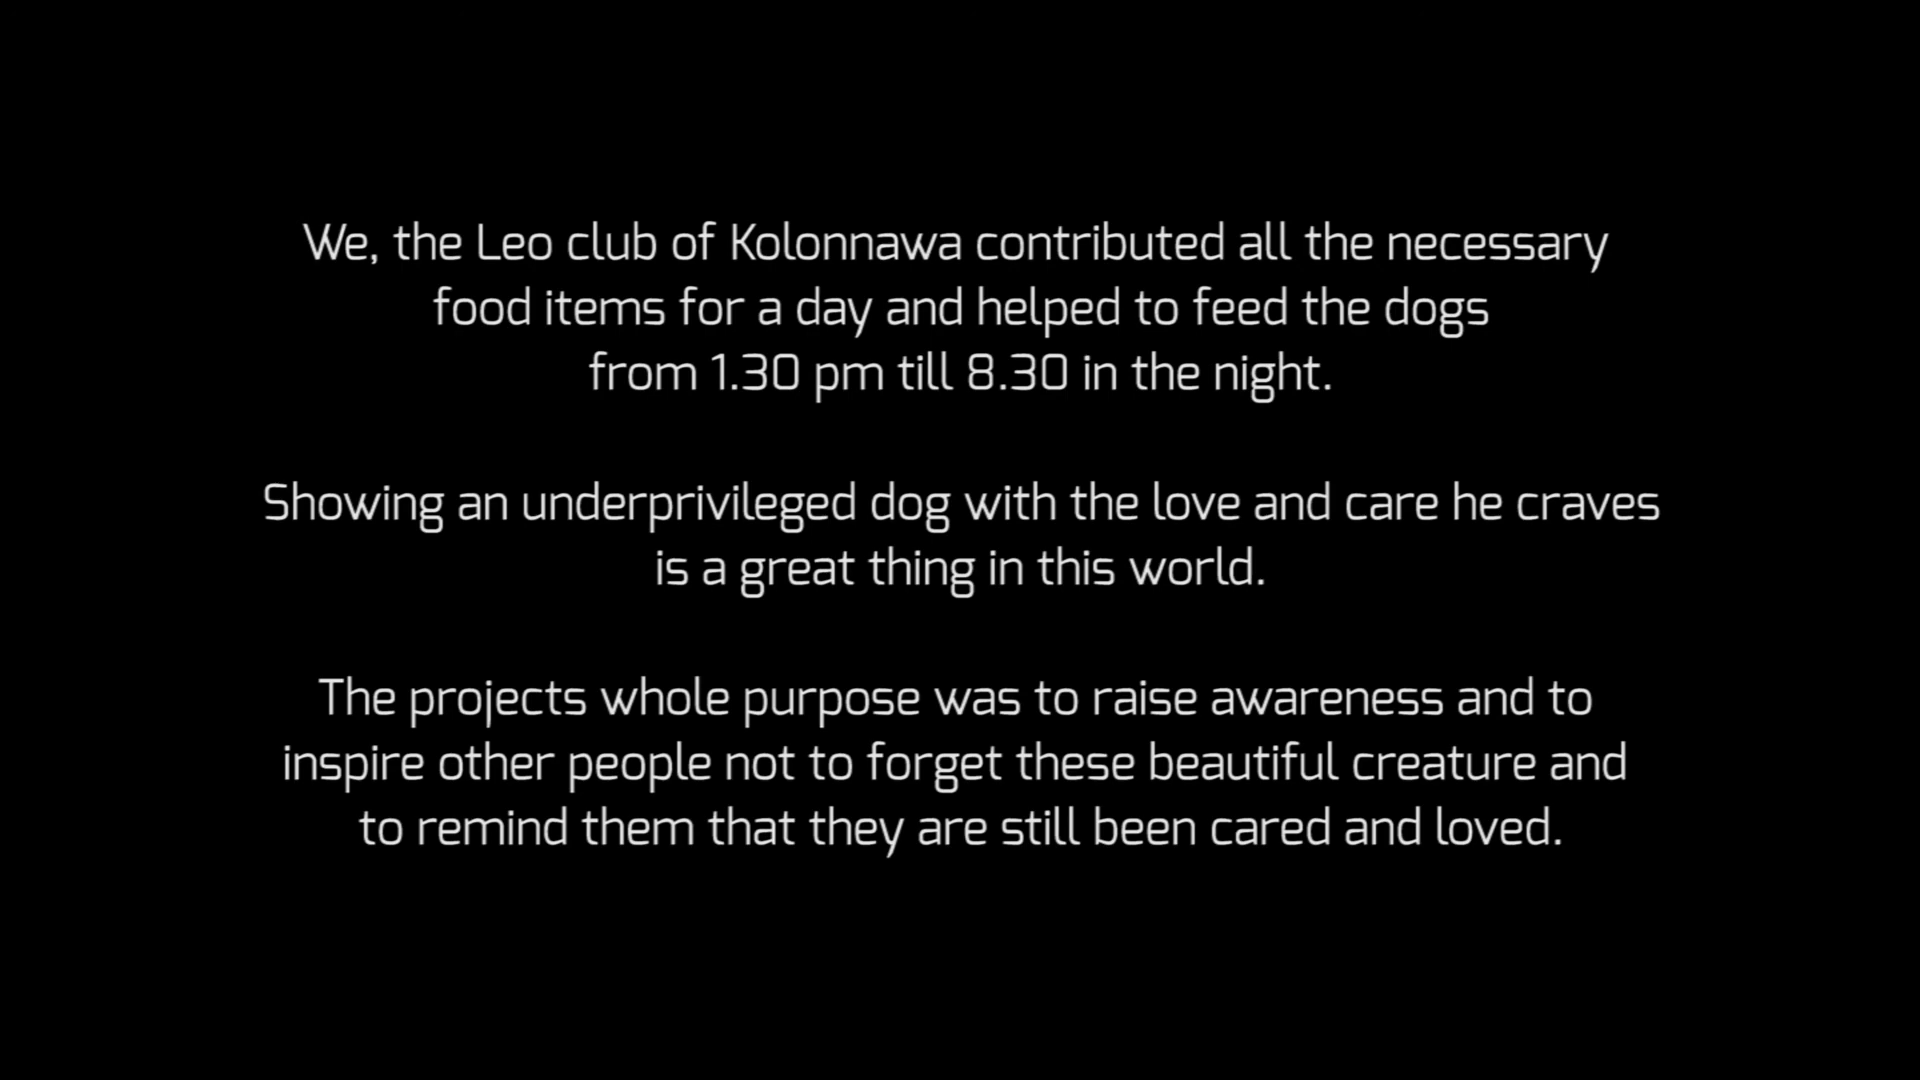 We, the Leo club of Kolonnawa contributed all the necessary
food items for a day and helped to feed the dogs
from 1.30 pm till 8.30 in the night.
Showing an underprivileged dog with the love and care he craves
is a great thing in this world.
The projects whole purpose was to raise awareness and to
inspire other people not to forget these beautiful creature and
to remind them that they are still been cared and loved.